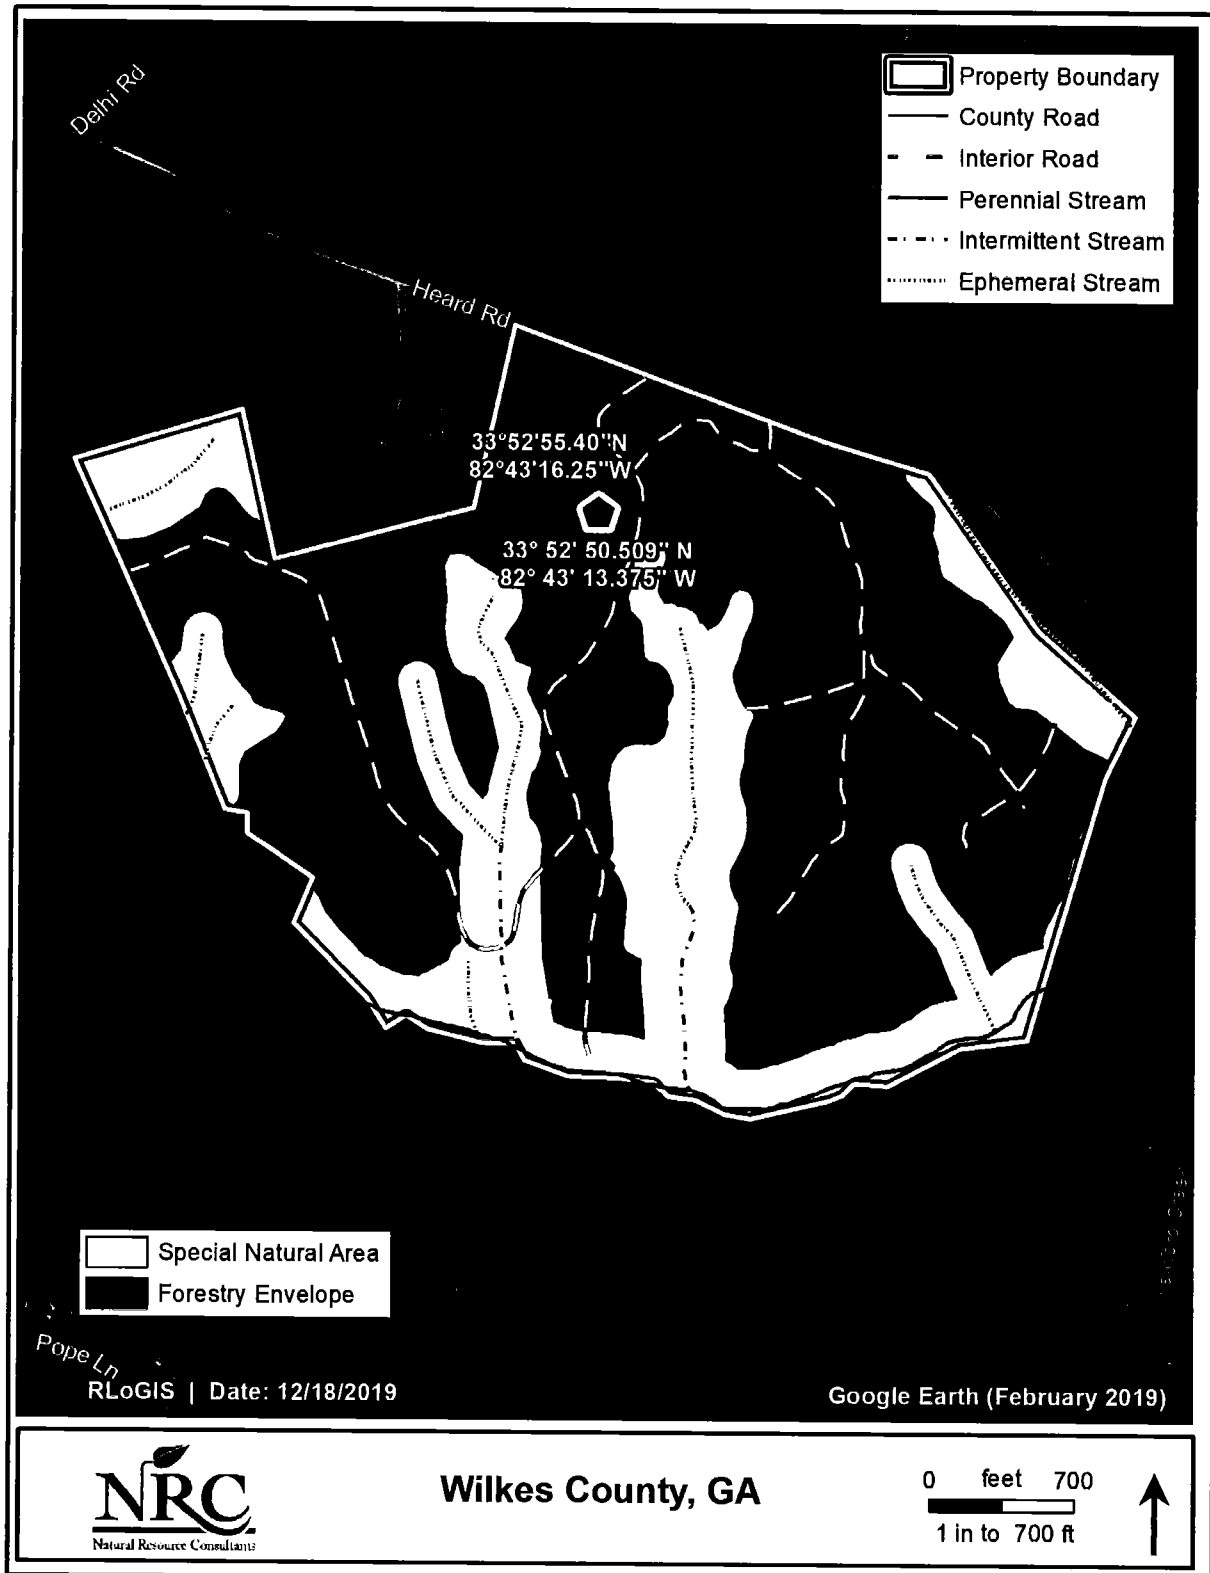 Delhi Rd
Property Boundary
County Road
Interior Road
Perennial Stream
Intermittent Stream
Ephemeral Stream
Heard Rd
33°52'55.40"N
82°43'16.25"W
33° 52' 50.509" N
82° 43' 13.375" W
Special Natural Area
Forestry Envelope
Pope Ln
RLoGIS | Date: 12/18/2019
Google Earth (February 2019)
NRC
Natural Resource Consultants
Wilkes County, GA
0 feet 700
1 in to 700 ft